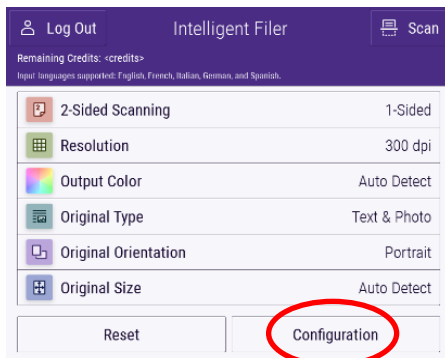 Log Out Intelligent Filer Scan
Remaining Credits: <credits>
Input languages supported: English, French, Italian, German, and Spanish.
2-Sided Scanning 1-Sided
Resolution 300 dpi
Output Color Auto Detect
Original Type Text & Photo
Original Orientation Portrait
Original Size Auto Detect
Reset Configuration